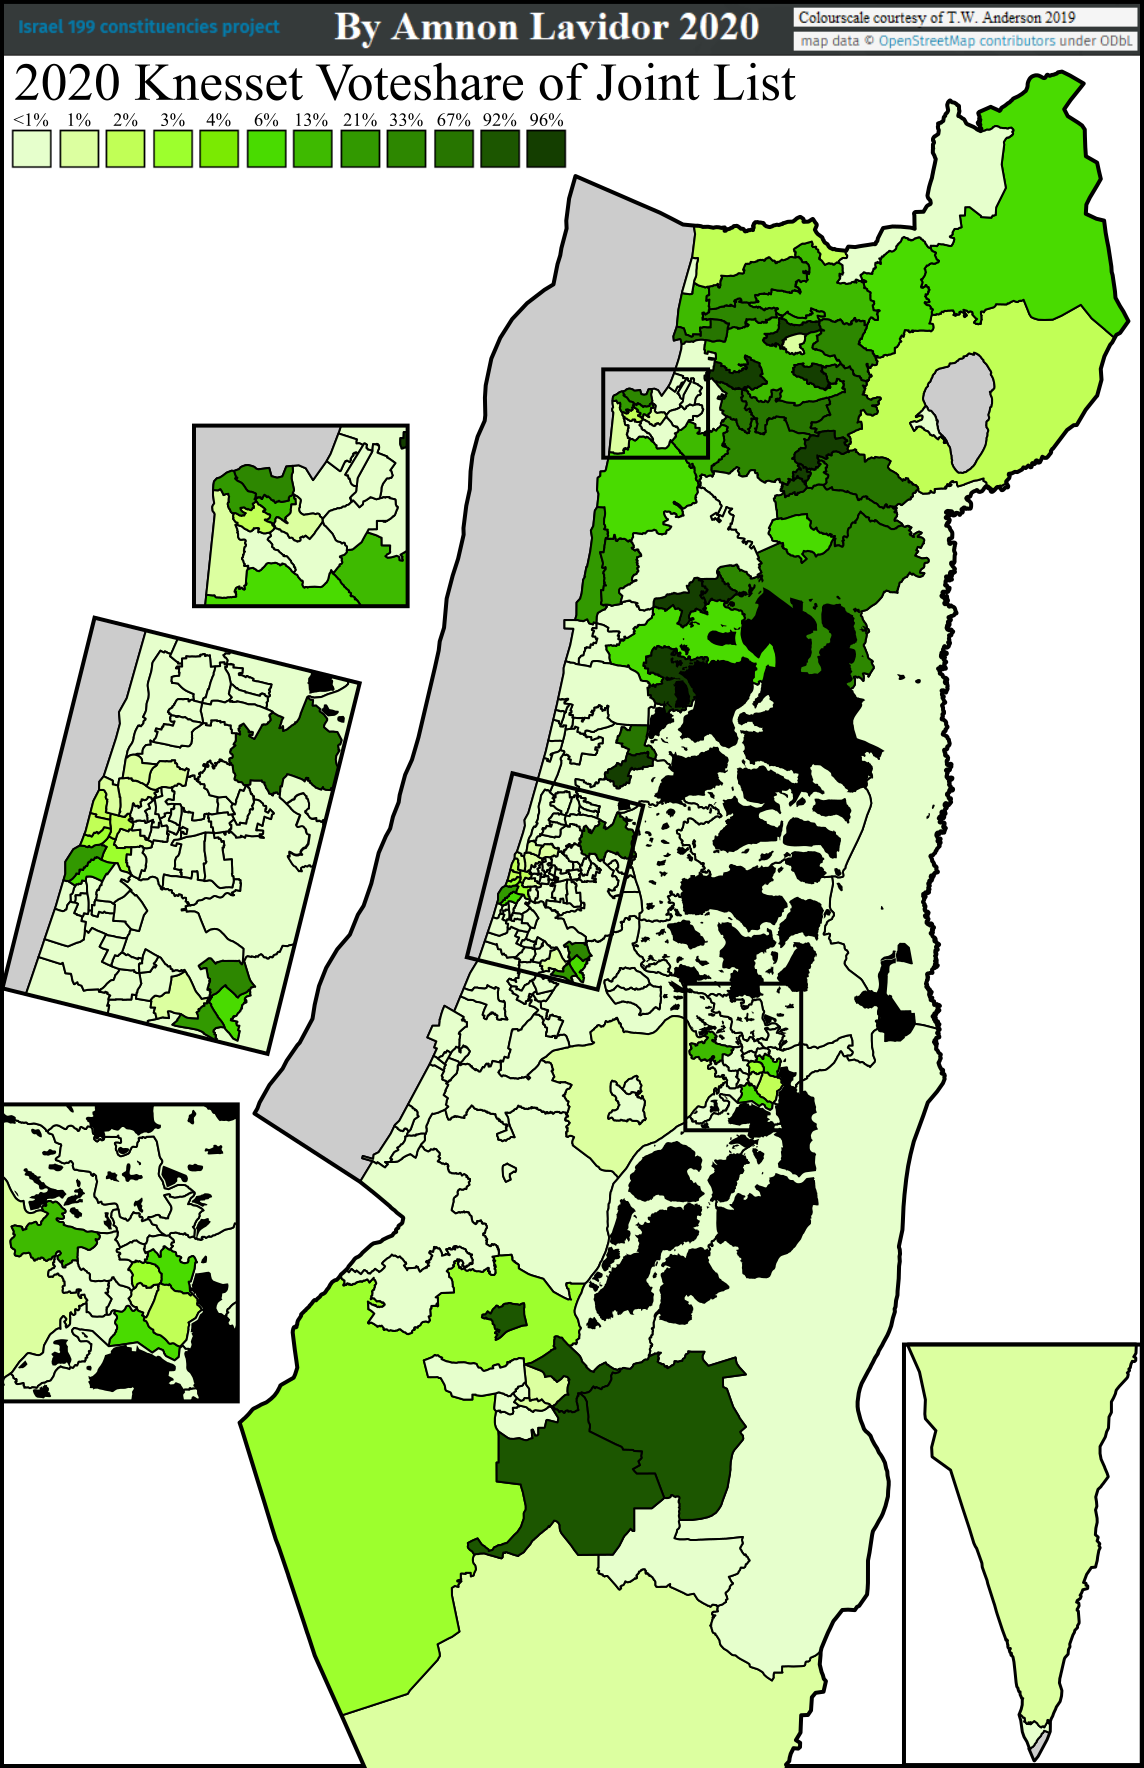 Israel 199 constituencies project
By Amnon Lavidor 2020
Colourscale courtesy of T.W. Anderson 2019
map data © OpenStreetMap contributors under ODbL
2020 Knesset Voteshare of Joint List
<1% 1% 2% 3% 4% 6% 13% 21% 33% 67% 92% 96%